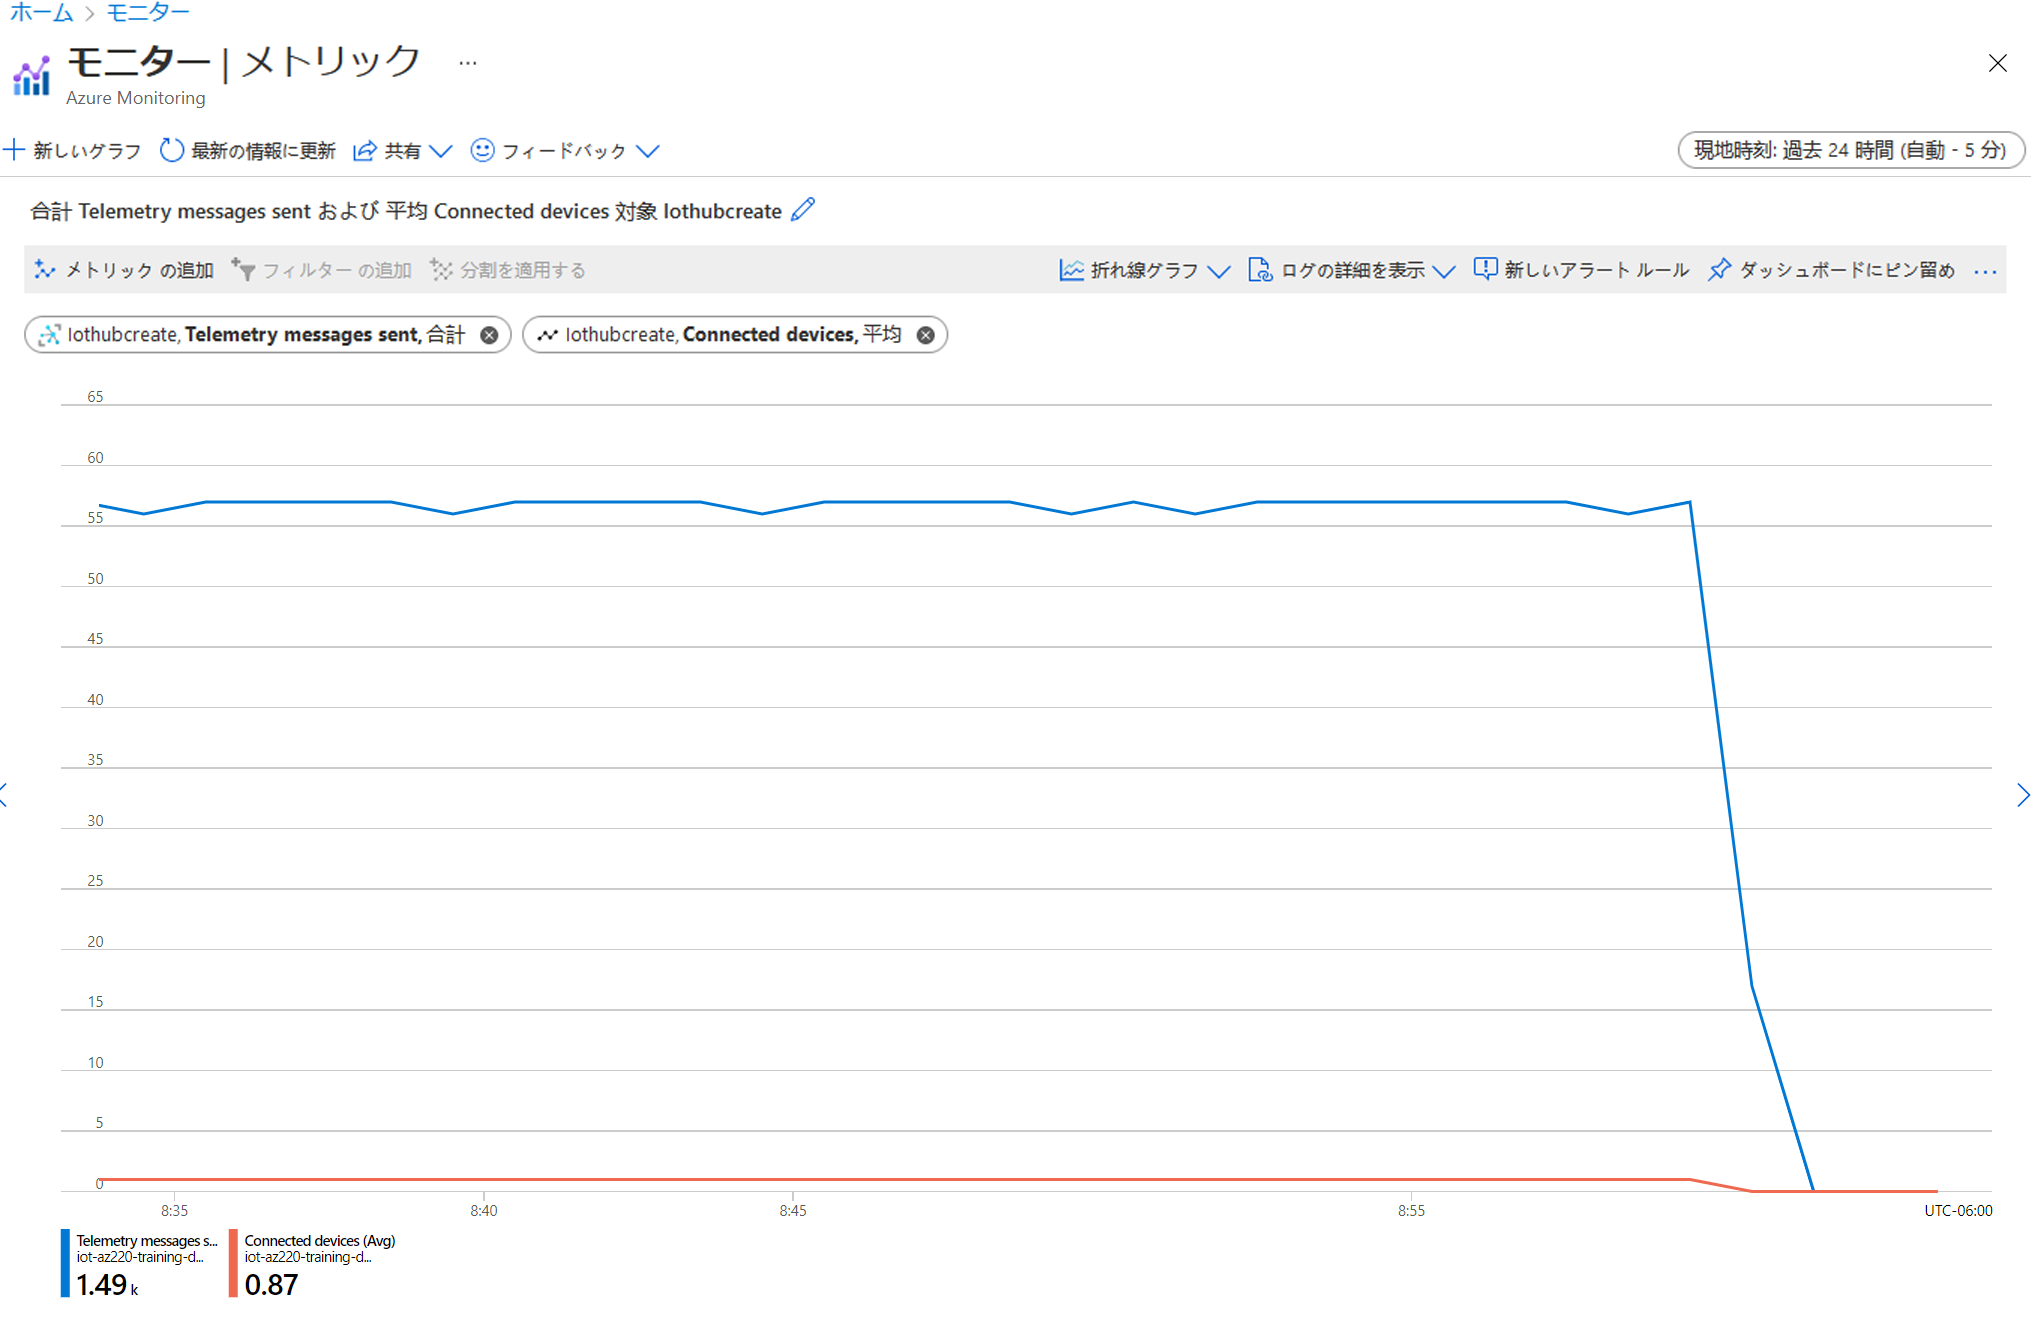 ホーム > モニター
モニター | メトリック ...
Azure Monitoring
新しいグラフ 最新の情報に更新 共有 フィードバック 現地時刻: 過去 24 時間 (自動 - 5 分)
合計 Telemetry messages sent および 平均 Connected devices 対象 Iothubcreate
メトリック の追加 フィルター の追加 分割を適用する 折れ線グラフ ログの詳細を表示 新しいアラート ルール ダッシュボードにピン留め ...
Iothubcreate, Telemetry messages sent, 合計 Iothubcreate, Connected devices, 平均
65
60
55
50
45
40
35
30
25
20
15
10
5
0
8:35 8:40 8:45 8:55 UTC-06:00
Telemetry messages s... Connected devices (Avg)
iot-az220-training-d... iot-az220-training-d...
1.49 k 0.87